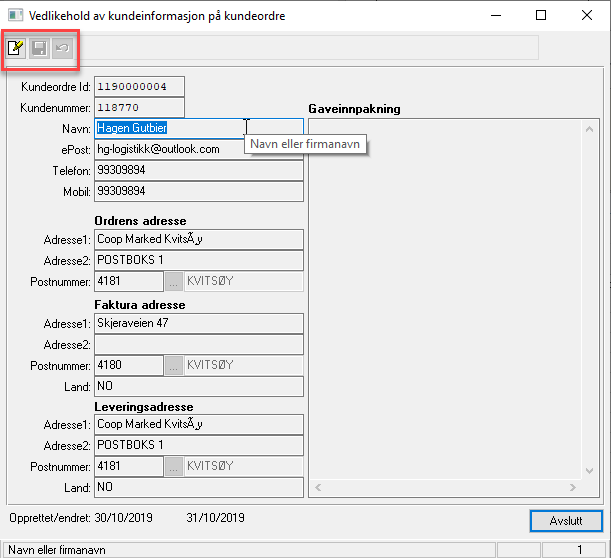 Vedlikehold av kundeinformasjon på kundeordre
Kundeordre Id: 1190000004
Kundenummer: 118770
Gaveinnpakning
Navn: Hagen Gutbier
Navn eller firmanavn
ePost: hg-logistikk@outlook.com
Telefon: 99309894
Mobil: 99309894
Ordrens adresse
Adresse1: Coop Marked KvitsÃ¸y
Adresse2: POSTBOKS 1
Postnummer: 4181 ... KVITSØY
Faktura adresse
Adresse1: Skjeraveien 47
Adresse2:
Postnummer: 4180 ... KVITSØY
Land: NO
Leveringsadresse
Adresse1: Coop Marked KvitsÃ¸y
Adresse2: POSTBOKS 1
Postnummer: 4181 ... KVITSØY
Land: NO
Opprettet/endret: 30/10/2019 31/10/2019
Avslutt
Navn eller firmanavn 1